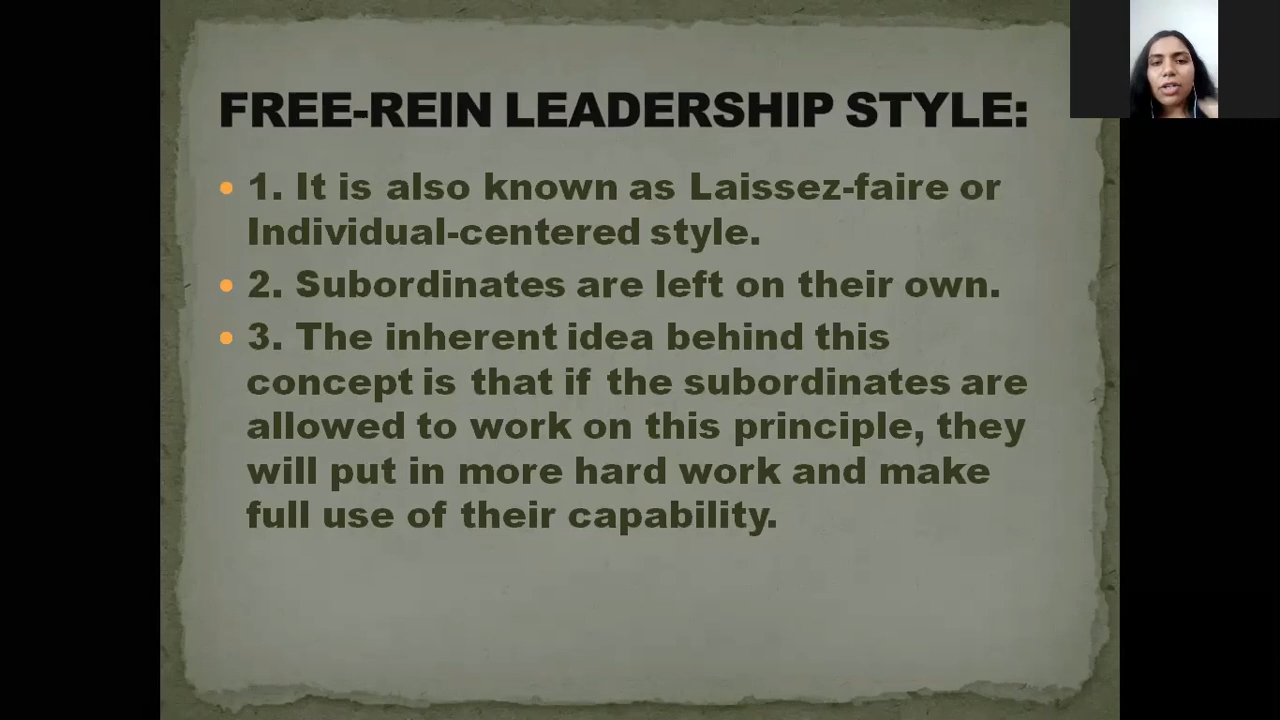 FREE-REIN LEADERSHIP STYLE:
• 1. It is also known as Laissez-faire or
Individual-centered style.
• 2. Subordinates are left on their own.
• 3. The inherent idea behind this
concept is that if the subordinates are
allowed to work on this principle, they
will put in more hard work and make
full use of their capability.